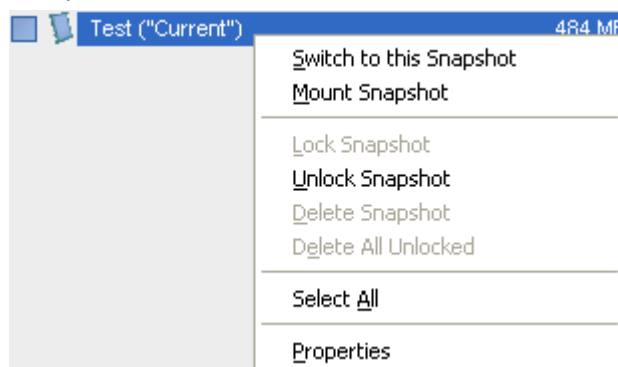 Test ("Current") 484
Switch to this Snapshot
Mount Snapshot
Lock Snapshot
Unlock Snapshot
Delete Snapshot
Delete All Unlocked
Select All
Properties